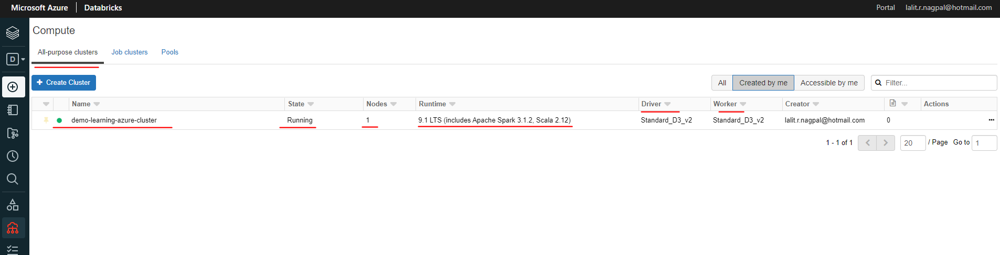 Microsoft Azure Databricks Portal lalit.r.nagpal@hotmail.com
Compute
D
All-purpose clusters Job clusters Pools
+ Create Cluster All Created by me Accessible by me Filter...
Name State Nodes Runtime Driver Worker Creator Actions
demo-learning-azure-cluster Running 1 9.1 LTS (includes Apache Spark 3.1.2, Scala 2.12) Standard_D3_v2 Standard_D3_v2 lalit.r.nagpal@hotmail.com 0 ...
1 - 1 of 1 < > 20 / Page Go to 1